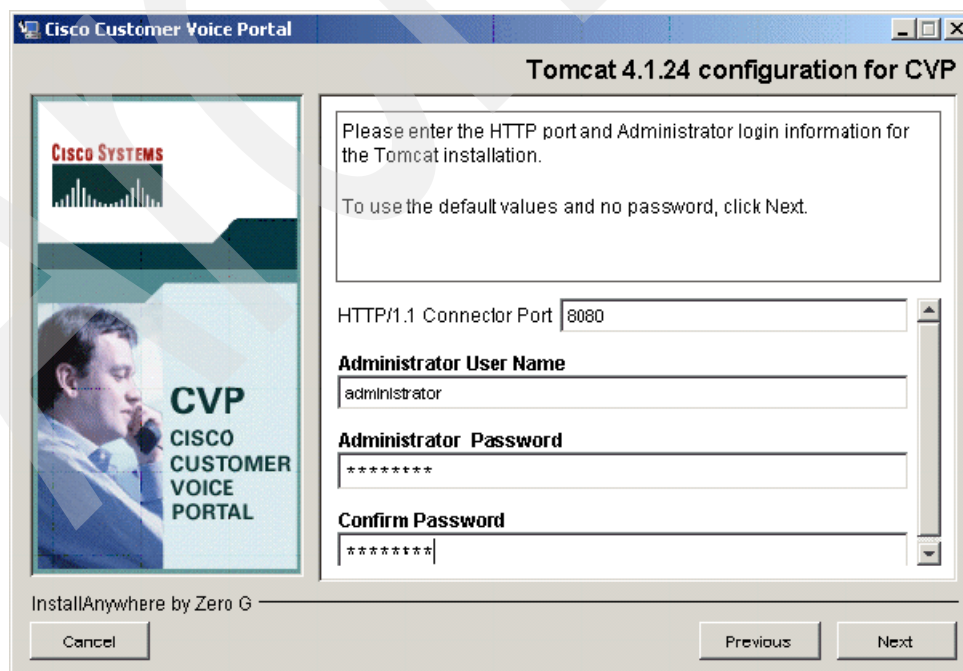 Cisco Customer Voice Portal
Tomcat 4.1.24 configuration for CVP
CISCO SYSTEMS
CVP
CISCO
CUSTOMER
VOICE
PORTAL
Please enter the HTTP port and Administrator login information for
the Tomcat installation.
To use the default values and no password, click Next.
HTTP/1.1 Connector Port 8080
Administrator User Name
administrator
Administrator Password
********
Confirm Password
********
InstallAnywhere by Zero G
Cancel
Previous
Next